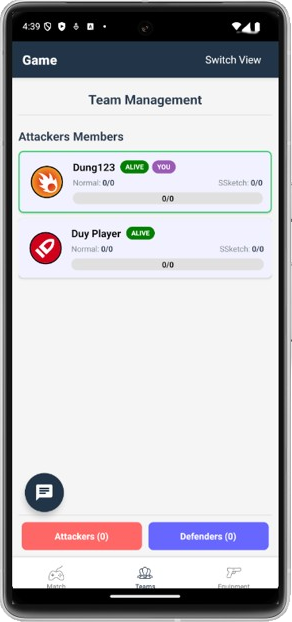 4:39
Game Switch View
Team Management
Attackers Members
Dung123 ALIVE YOU
Normal: 0/0 SSketch: 0/0
0/0
Duy Player ALIVE
Normal: 0/0 SSketch: 0/0
0/0
Attackers (0) Defenders (0)
Match Teams Equipment